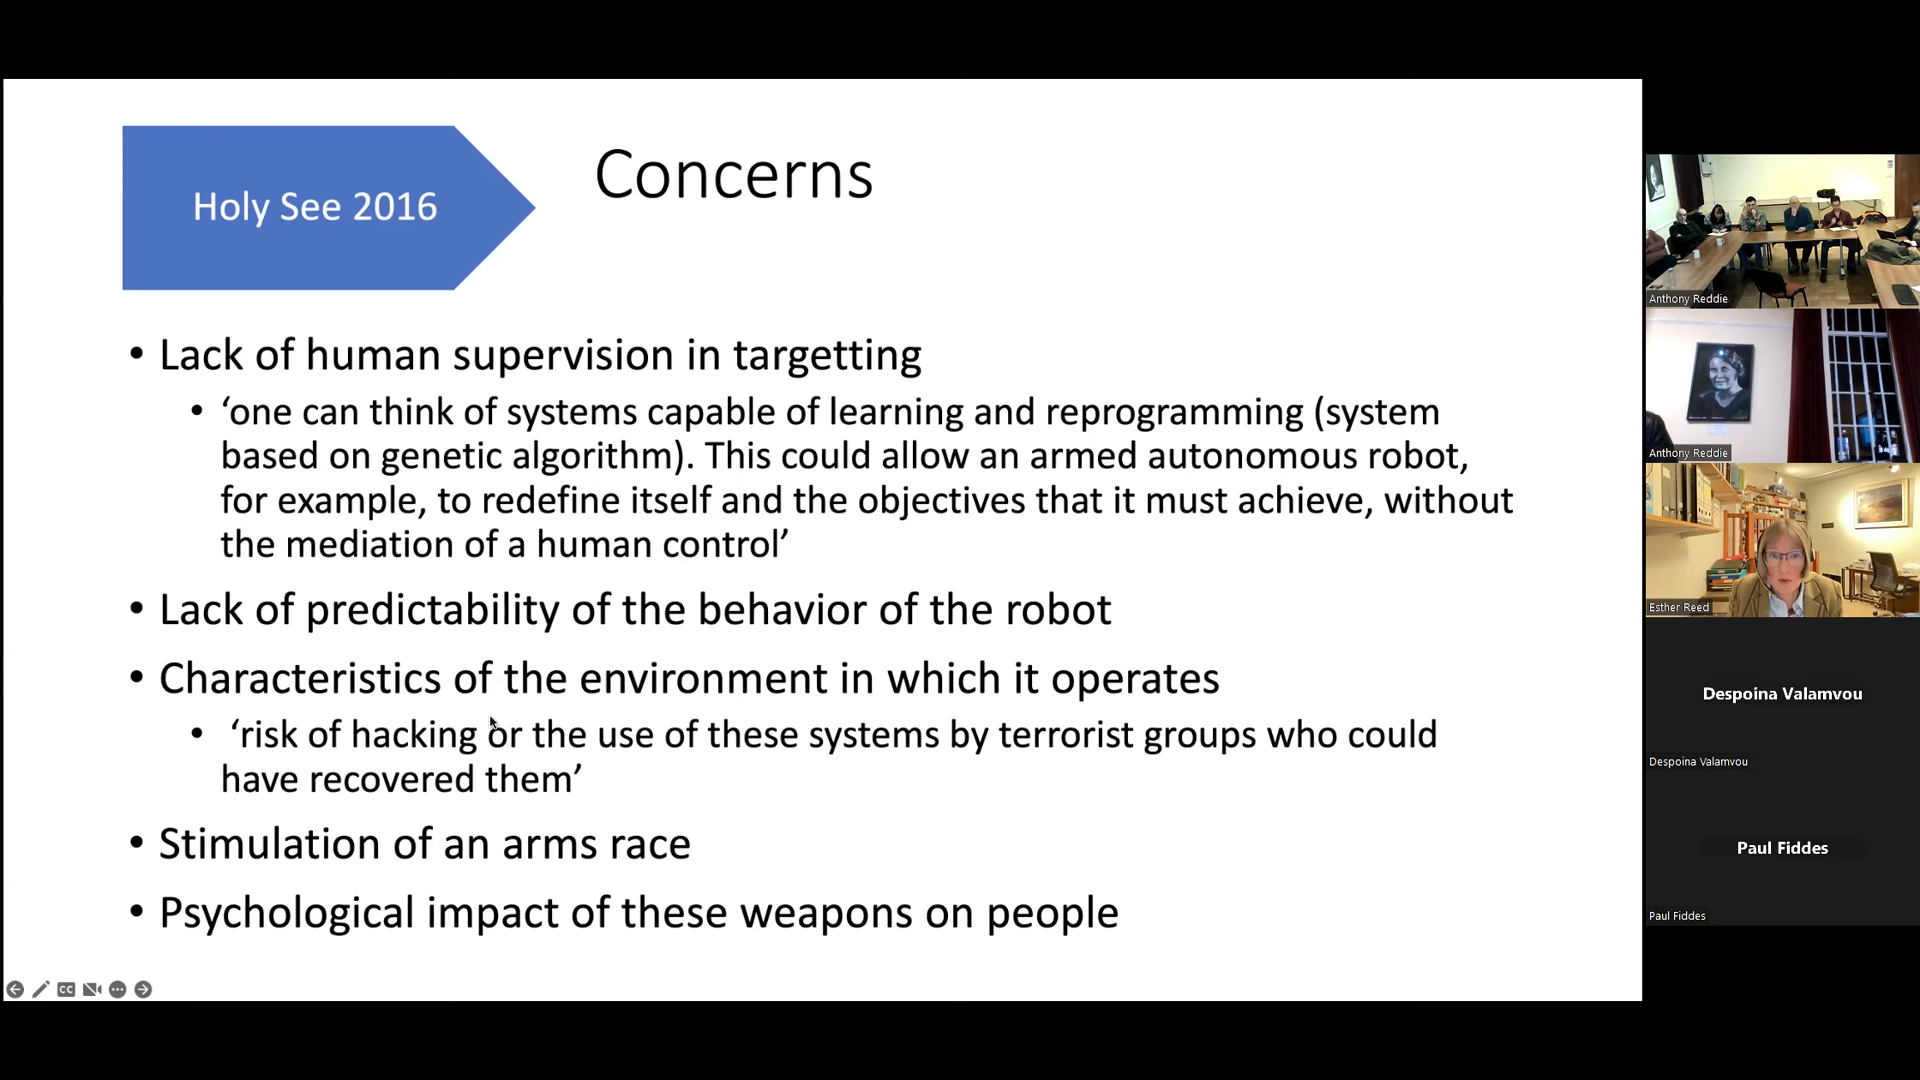 Holy See 2016
Concerns
• Lack of human supervision in targetting
• ‘one can think of systems capable of learning and reprogramming (system
based on genetic algorithm). This could allow an armed autonomous robot,
for example, to redefine itself and the objectives that it must achieve, without
the mediation of a human control’
• Lack of predictability of the behavior of the robot
• Characteristics of the environment in which it operates
• ‘risk of hacking or the use of these systems by terrorist groups who could
have recovered them’
• Stimulation of an arms race
• Psychological impact of these weapons on people
CC
Anthony Reddie
Anthony Reddie
Esther Reed
Despoina Valamvou
Despoina Valamvou
Paul Fiddes
Paul Fiddes